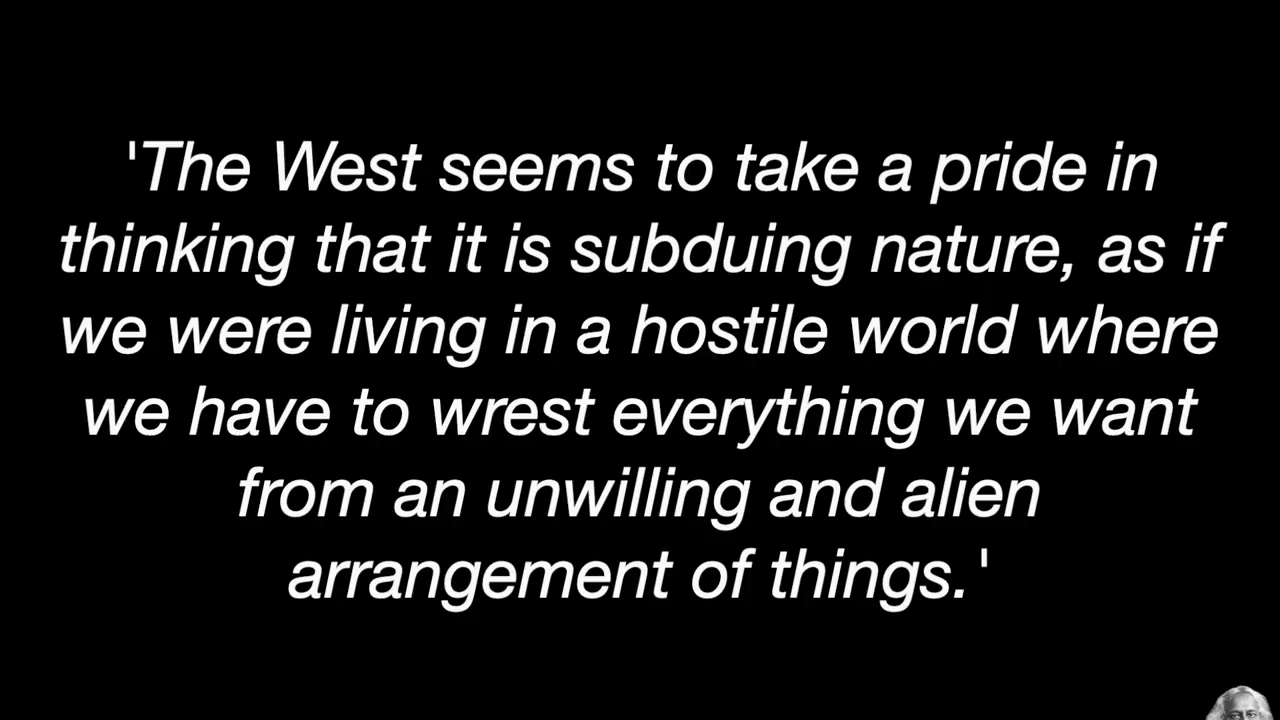 'The West seems to take a pride in
thinking that it is subduing nature, as if
we were living in a hostile world where
we have to wrest everything we want
from an unwilling and alien
arrangement of things.'